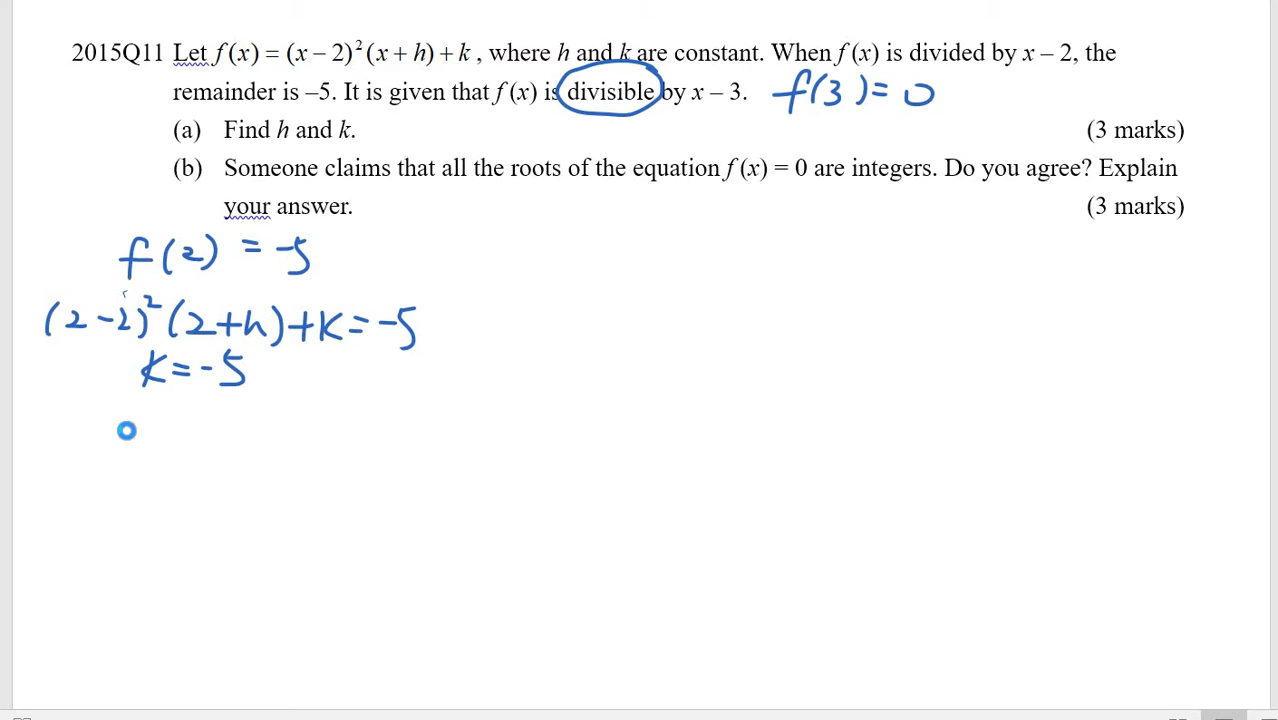 2015Q11 Let f(x) = (x – 2)²(x + h) + k , where h and k are constant. When f(x) is divided by x – 2, the
remainder is –5. It is given that f(x) is divisible by x – 3. f(3) = 0
(a) Find h and k. (3 marks)
(b) Someone claims that all the roots of the equation f(x) = 0 are integers. Do you agree? Explain
your answer. (3 marks)
f(2) = -5
(2-2)²(2+h)+k=-5
k=-5